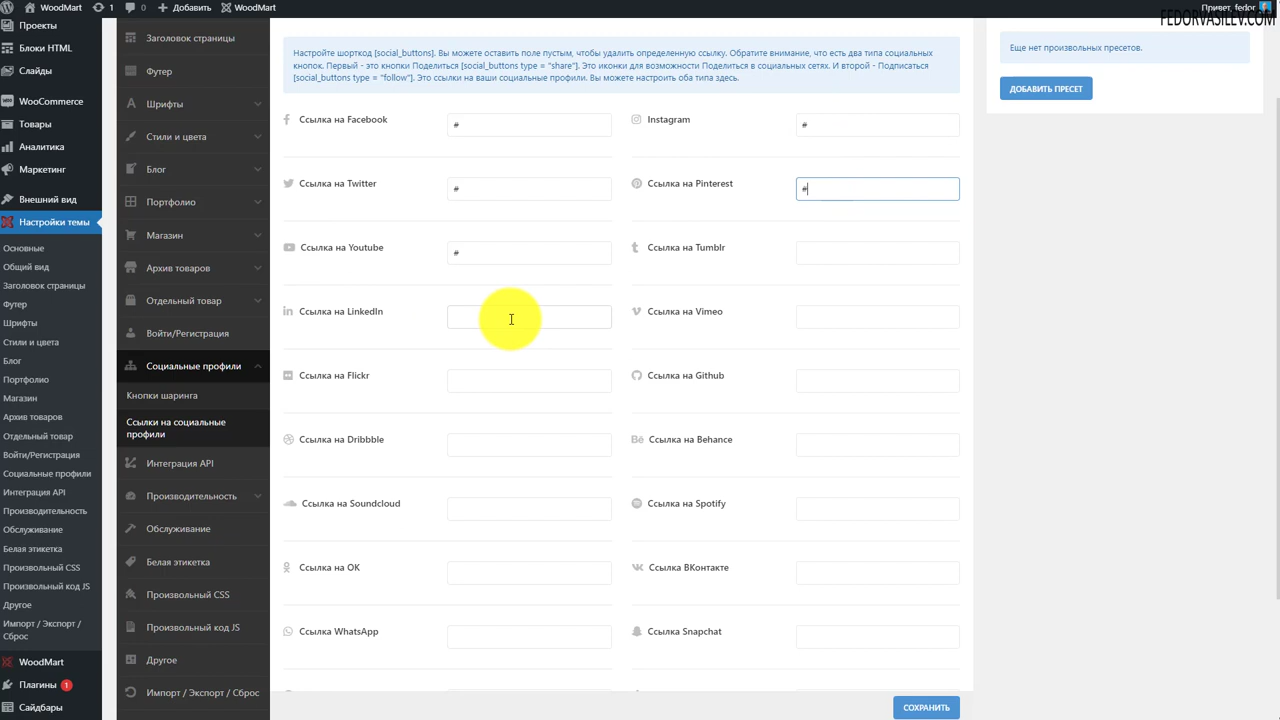 WoodMart
1
0
Добавить
WoodMart
Привет, fedor
FEDORVASILEV.COM
Проекты
Блоки HTML
Слайды
WooCommerce
Товары
Аналитика
Маркетинг
Внешний вид
Настройки темы
Основные
Общий вид
Заголовок страницы
Футер
Шрифты
Стили и цвета
Блог
Портфолио
Магазин
Архив товаров
Отдельный товар
Войти/Регистрация
Социальные профили
Интеграция API
Производительность
Обслуживание
Белая этикетка
Произвольный CSS
Произвольный код JS
Другое
Импорт / Экспорт /
Сброс
WoodMart
Плагины 1
Сайдбары
Заголовок страницы
Футер
Шрифты
Стили и цвета
Блог
Портфолио
Магазин
Архив товаров
Отдельный товар
Войти/Регистрация
Социальные профили
Кнопки шаринга
Ссылки на социальные
профили
Интеграция API
Производительность
Обслуживание
Белая этикетка
Произвольный CSS
Произвольный код JS
Другое
Импорт / Экспорт / Сброс
Настройте шорткод [social_buttons]. Вы можете оставить поле пустым, чтобы удалить определенную ссылку. Обратите внимание, что есть два типа социальных
кнопок. Первый - это кнопки Поделиться [social_buttons type = "share"]. Это иконки для возможности Поделиться в социальных сетях. И второй - Подписаться
[social_buttons type = "follow"]. Это ссылки на ваши социальные профили. Вы можете настроить оба типа здесь.
Ссылка на Facebook #
Instagram #
Ссылка на Twitter #
Ссылка на Pinterest #
Ссылка на Youtube #
Ссылка на Tumblr
Ссылка на LinkedIn
Ссылка на Vimeo
Ссылка на Flickr
Ссылка на Github
Ссылка на Dribbble
Ссылка на Behance
Ссылка на Soundcloud
Ссылка на Spotify
Ссылка на OK
Ссылка ВКонтакте
Ссылка WhatsApp
Ссылка Snapchat
СОХРАНИТЬ
Еще нет произвольных пресетов.
ДОБАВИТЬ ПРЕСЕТ